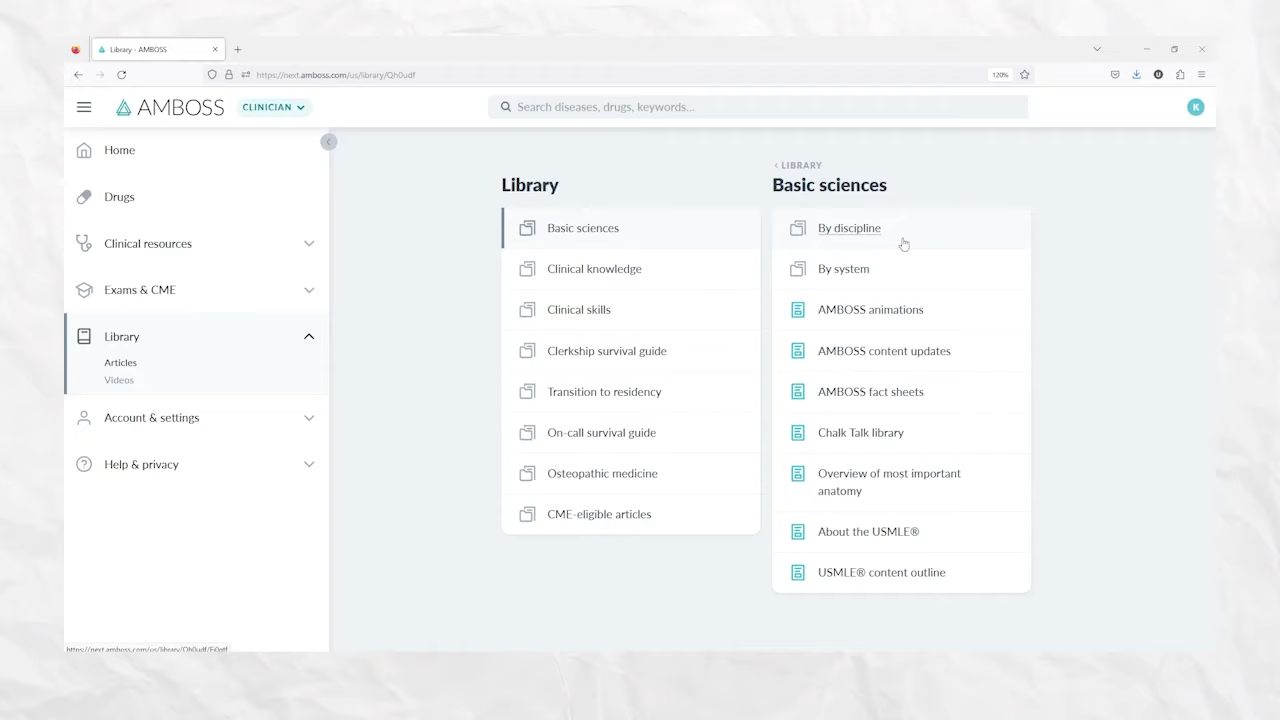 Library - AMBOSS
https://next.amboss.com/us/library/Qh0udf
120%
AMBOSS
CLINICIAN
Search diseases, drugs, keywords...
K
Home
Drugs
Clinical resources
Exams & CME
Library
Articles
Videos
Account & settings
Help & privacy
Library
Basic sciences
Clinical knowledge
Clinical skills
Clerkship survival guide
Transition to residency
On-call survival guide
Osteopathic medicine
CME-eligible articles
< LIBRARY
Basic sciences
By discipline
By system
AMBOSS animations
AMBOSS content updates
AMBOSS fact sheets
Chalk Talk library
Overview of most important
anatomy
About the USMLE®
USMLE® content outline